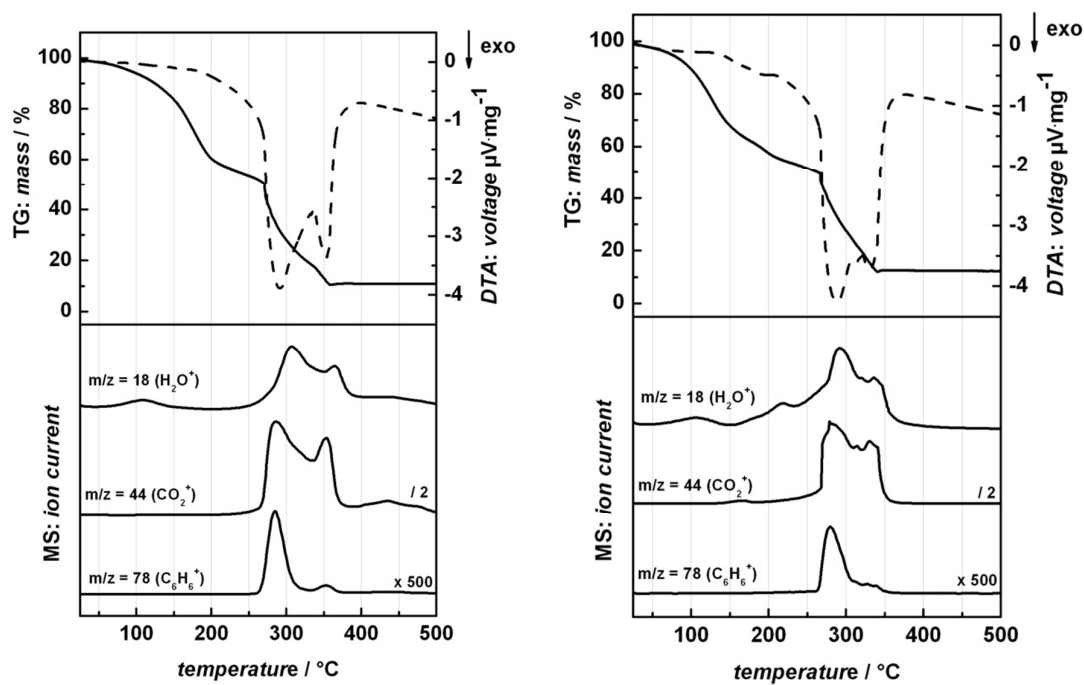 exo
100
80
60
40
20
0
TG: mass / %
0
-1
-2
-3
-4
DTA: voltage µV·mg⁻¹
m/z = 18 (H₂O⁺)
m/z = 44 (CO₂⁺)
/ 2
m/z = 78 (C₆H₆⁺)
x 500
MS: ion current
100 200 300 400 500
temperature / °C
exo
100
80
60
40
20
0
TG: mass / %
0
-1
-2
-3
-4
DTA: voltage µV·mg⁻¹
m/z = 18 (H₂O⁺)
m/z = 44 (CO₂⁺)
/ 2
m/z = 78 (C₆H₆⁺)
x 500
MS: ion current
100 200 300 400 500
temperature / °C